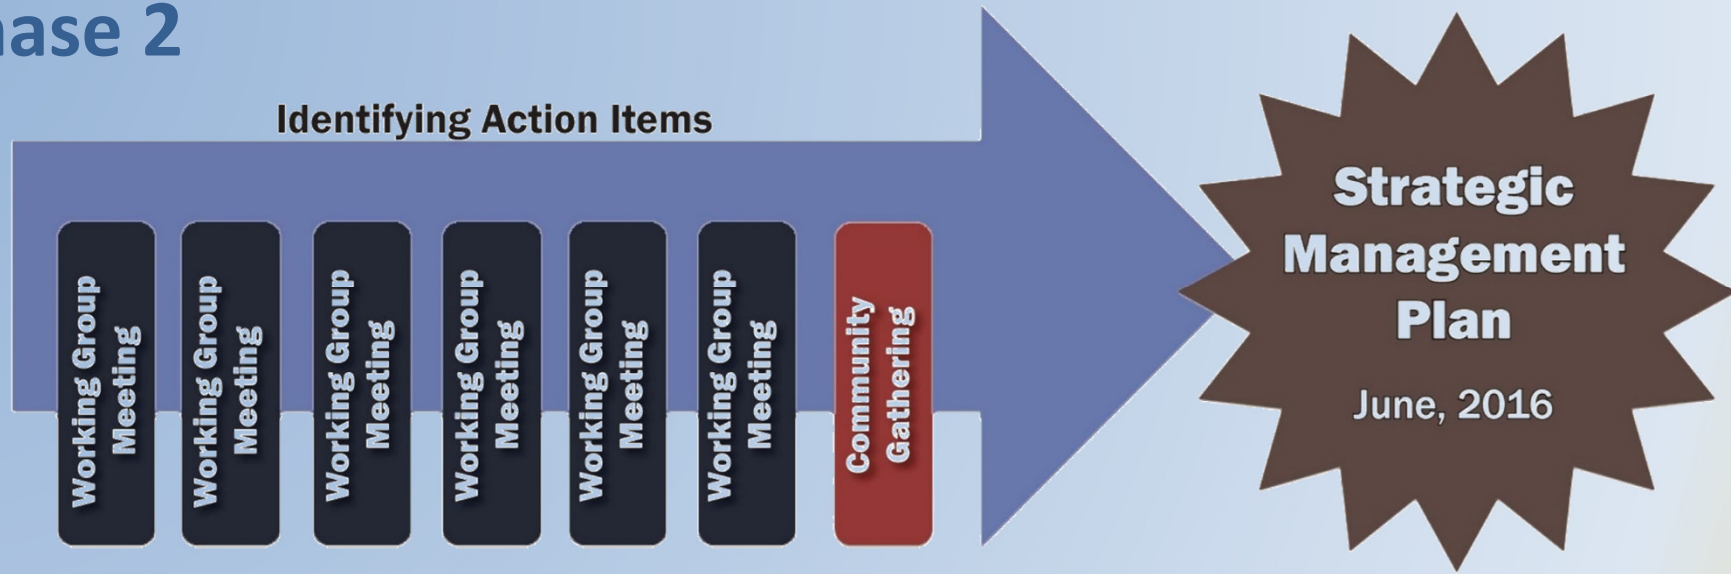 hase 2
Identifying Action Items
Working Group
Meeting
Working Group
Meeting
Working Group
Meeting
Working Group
Meeting
Working Group
Meeting
Working Group
Meeting
Community
Gathering
Strategic
Management
Plan
June, 2016